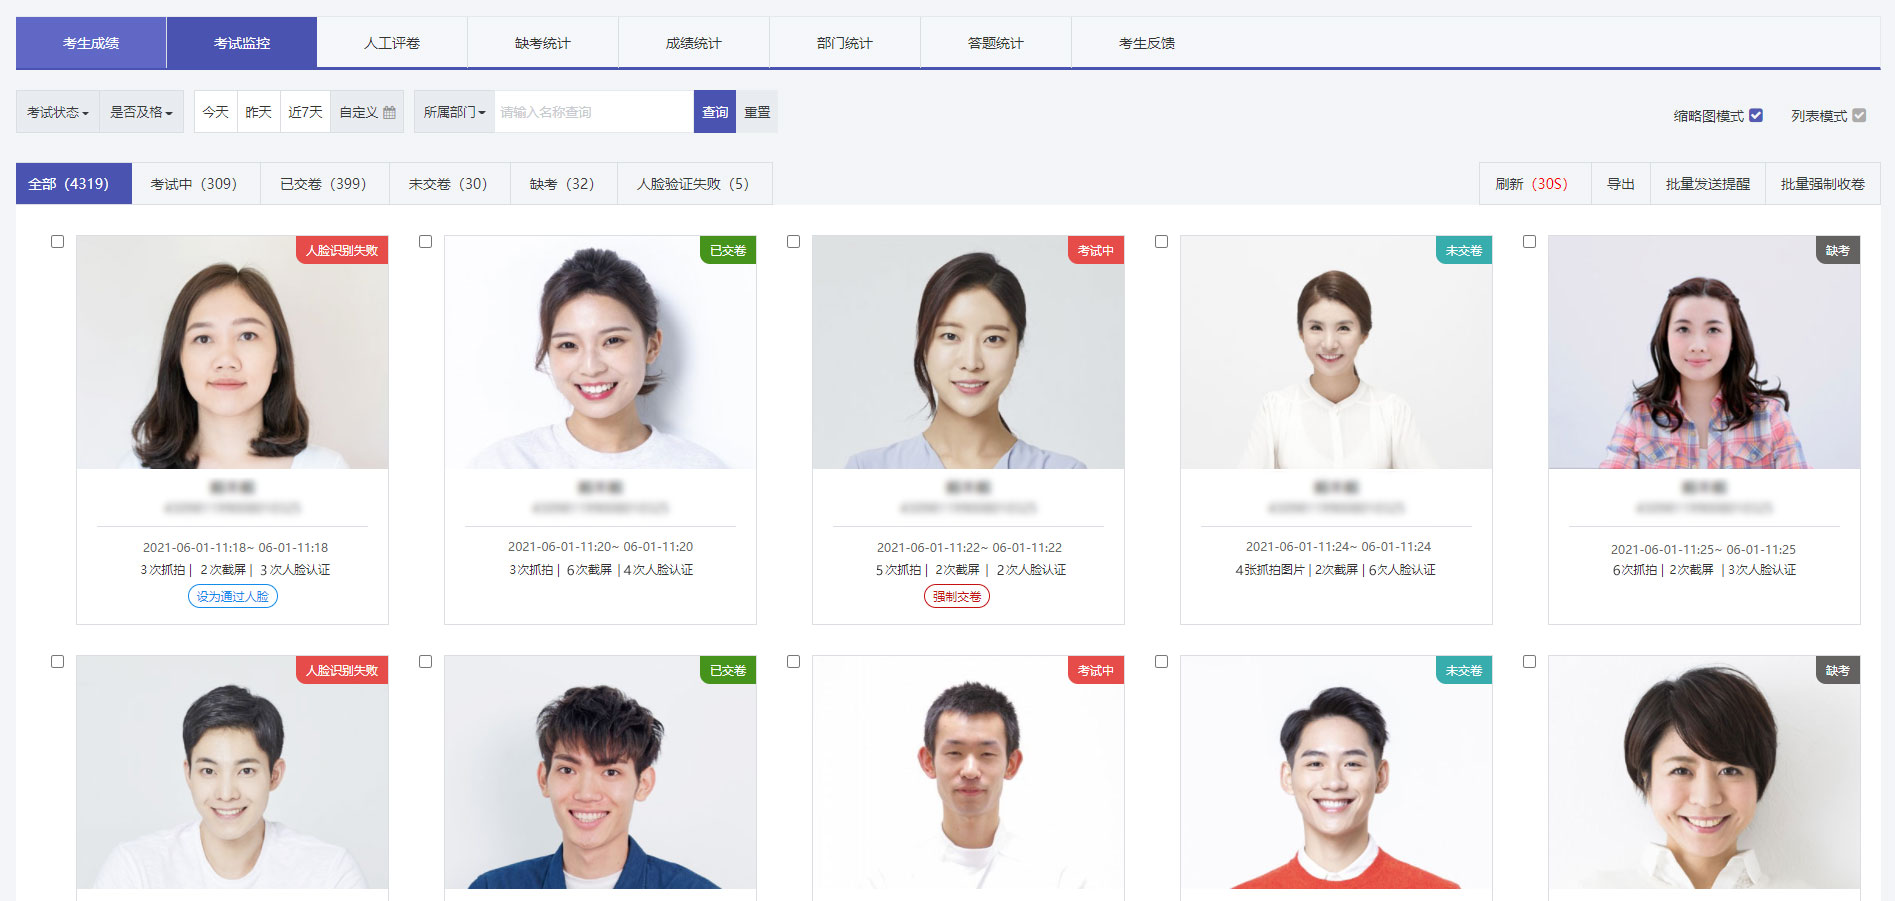 考生成绩 考试监控 人工评卷 缺考统计 成绩统计 部门统计 答题统计 考生反馈
考试状态 是否及格 今天 昨天 近7天 自定义 所属部门 请输入名称查询 查询 重置 缩略图模式 列表模式
全部（4319） 考试中（309） 已交卷（399） 未交卷（30） 缺考（32） 人脸验证失败（5） 刷新（30S） 导出 批量发送提醒 批量强制收卷
人脸识别失败 已交卷 考试中 未交卷 缺考
2021-06-01-11:18~ 06-01-11:18 2021-06-01-11:20~ 06-01-11:20 2021-06-01-11:22~ 06-01-11:22 2021-06-01-11:24~ 06-01-11:24 2021-06-01-11:25~ 06-01-11:25
3次抓拍 | 2次截屏 | 3次人脸认证 3次抓拍 | 6次截屏 | 4次人脸认证 5次抓拍 | 2次截屏 | 2次人脸认证 4张抓拍图片 | 2次截屏 | 6次人脸认证 6次抓拍 | 2次截屏 | 3次人脸认证
设为通过人脸 强制交卷
人脸识别失败 已交卷 考试中 未交卷 缺考